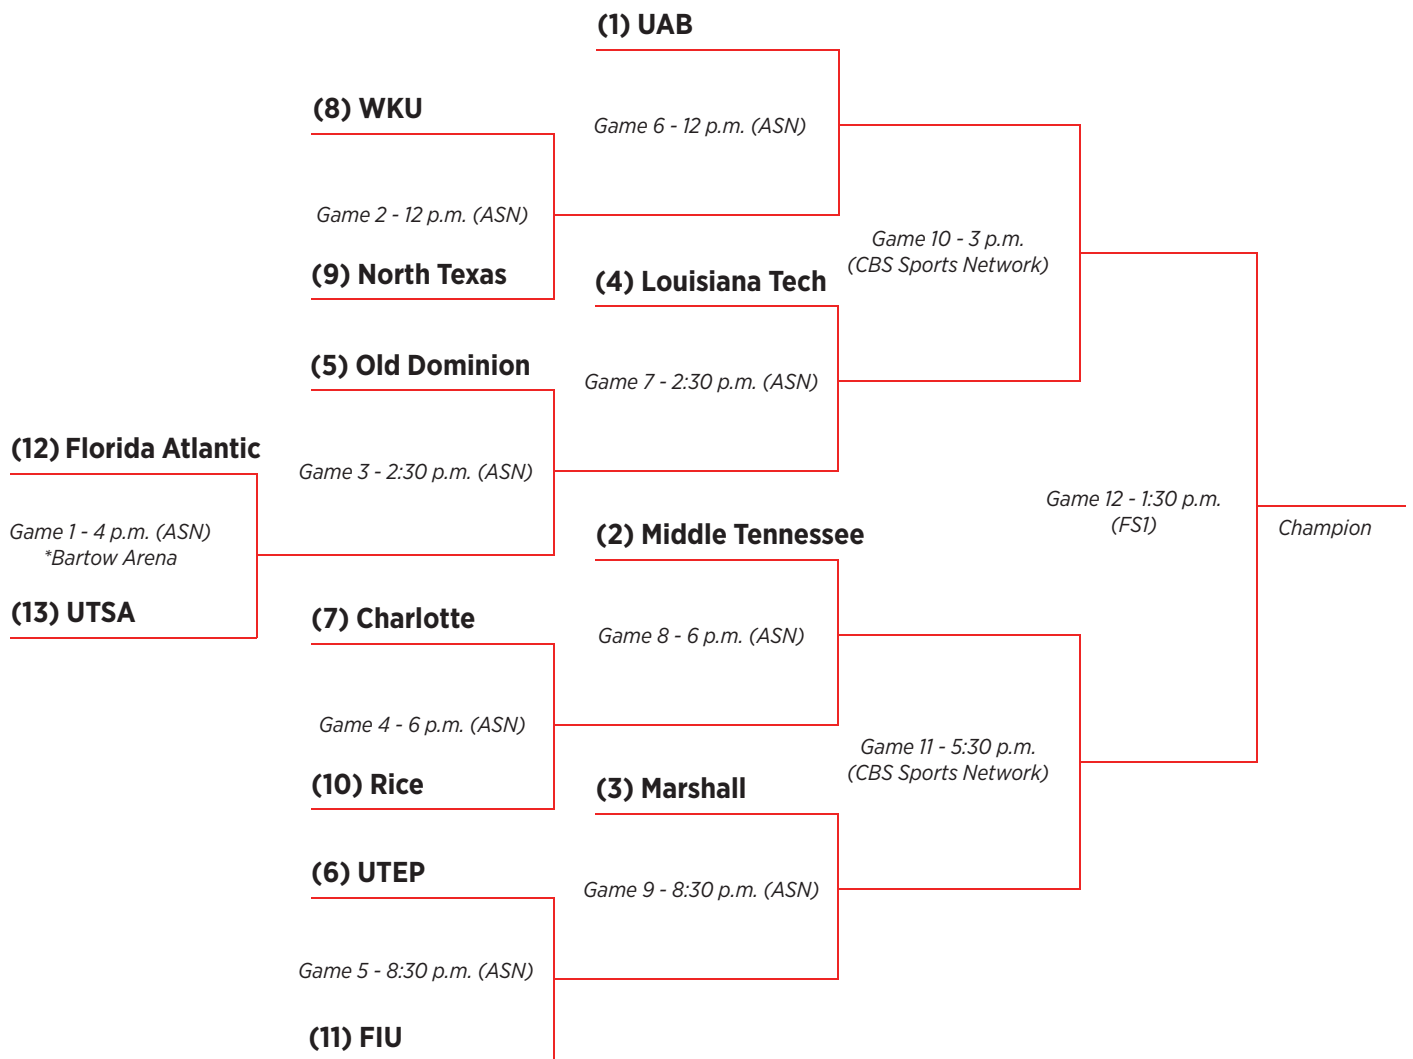 (1) UAB
(8) WKU
Game 6 - 12 p.m. (ASN)
Game 2 - 12 p.m. (ASN)
Game 10 - 3 p.m.
(CBS Sports Network)
(9) North Texas
(4) Louisiana Tech
(5) Old Dominion
Game 7 - 2:30 p.m. (ASN)
(12) Florida Atlantic
Game 3 - 2:30 p.m. (ASN)
Game 12 - 1:30 p.m.
(FS1)
Champion
Game 1 - 4 p.m. (ASN)
*Bartow Arena
(2) Middle Tennessee
(13) UTSA
(7) Charlotte
Game 8 - 6 p.m. (ASN)
Game 4 - 6 p.m. (ASN)
Game 11 - 5:30 p.m.
(CBS Sports Network)
(10) Rice
(3) Marshall
(6) UTEP
Game 9 - 8:30 p.m. (ASN)
Game 5 - 8:30 p.m. (ASN)
(11) FIU